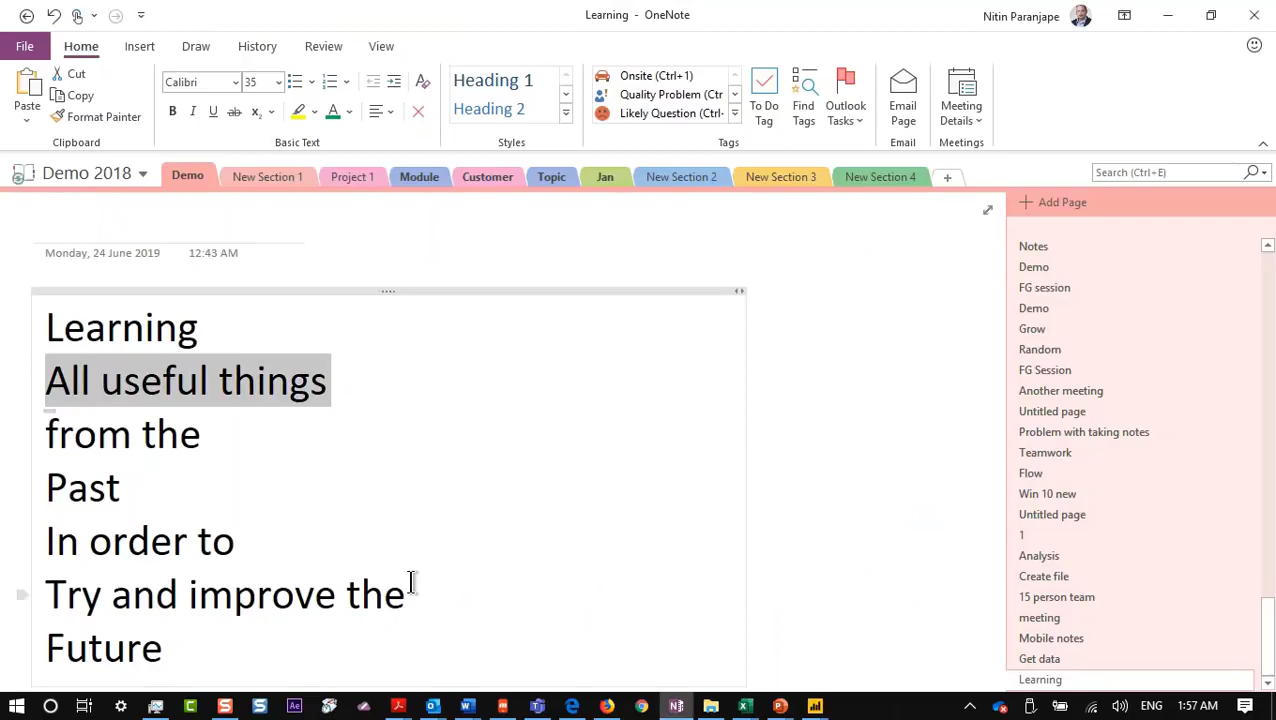 Learning - OneNote
Nitin Paranjape
File
Home
Insert
Draw
History
Review
View
Paste
Cut
Copy
Format Painter
Clipboard
Calibri
35
B I U ab x₂
A
Basic Text
Heading 1
Heading 2
Styles
Onsite (Ctrl+1)
Quality Problem (Ctr
Likely Question (Ctrl-
To Do
Tag
Find
Tags
Outlook
Tasks
Tags
Email
Page
Email
Meeting
Details
Meetings
Demo 2018
Demo
New Section 1
Project 1
Module
Customer
Topic
Jan
New Section 2
New Section 3
New Section 4
Search (Ctrl+E)
Monday, 24 June 2019
12:43 AM
Learning
All useful things
from the
Past
In order to
Try and improve the
Future
Add Page
Notes
Demo
FG session
Demo
Grow
Random
FG Session
Another meeting
Untitled page
Problem with taking notes
Teamwork
Flow
Win 10 new
Untitled page
1
Analysis
Create file
15 person team
meeting
Mobile notes
Get data
Learning
ENG
1:57 AM